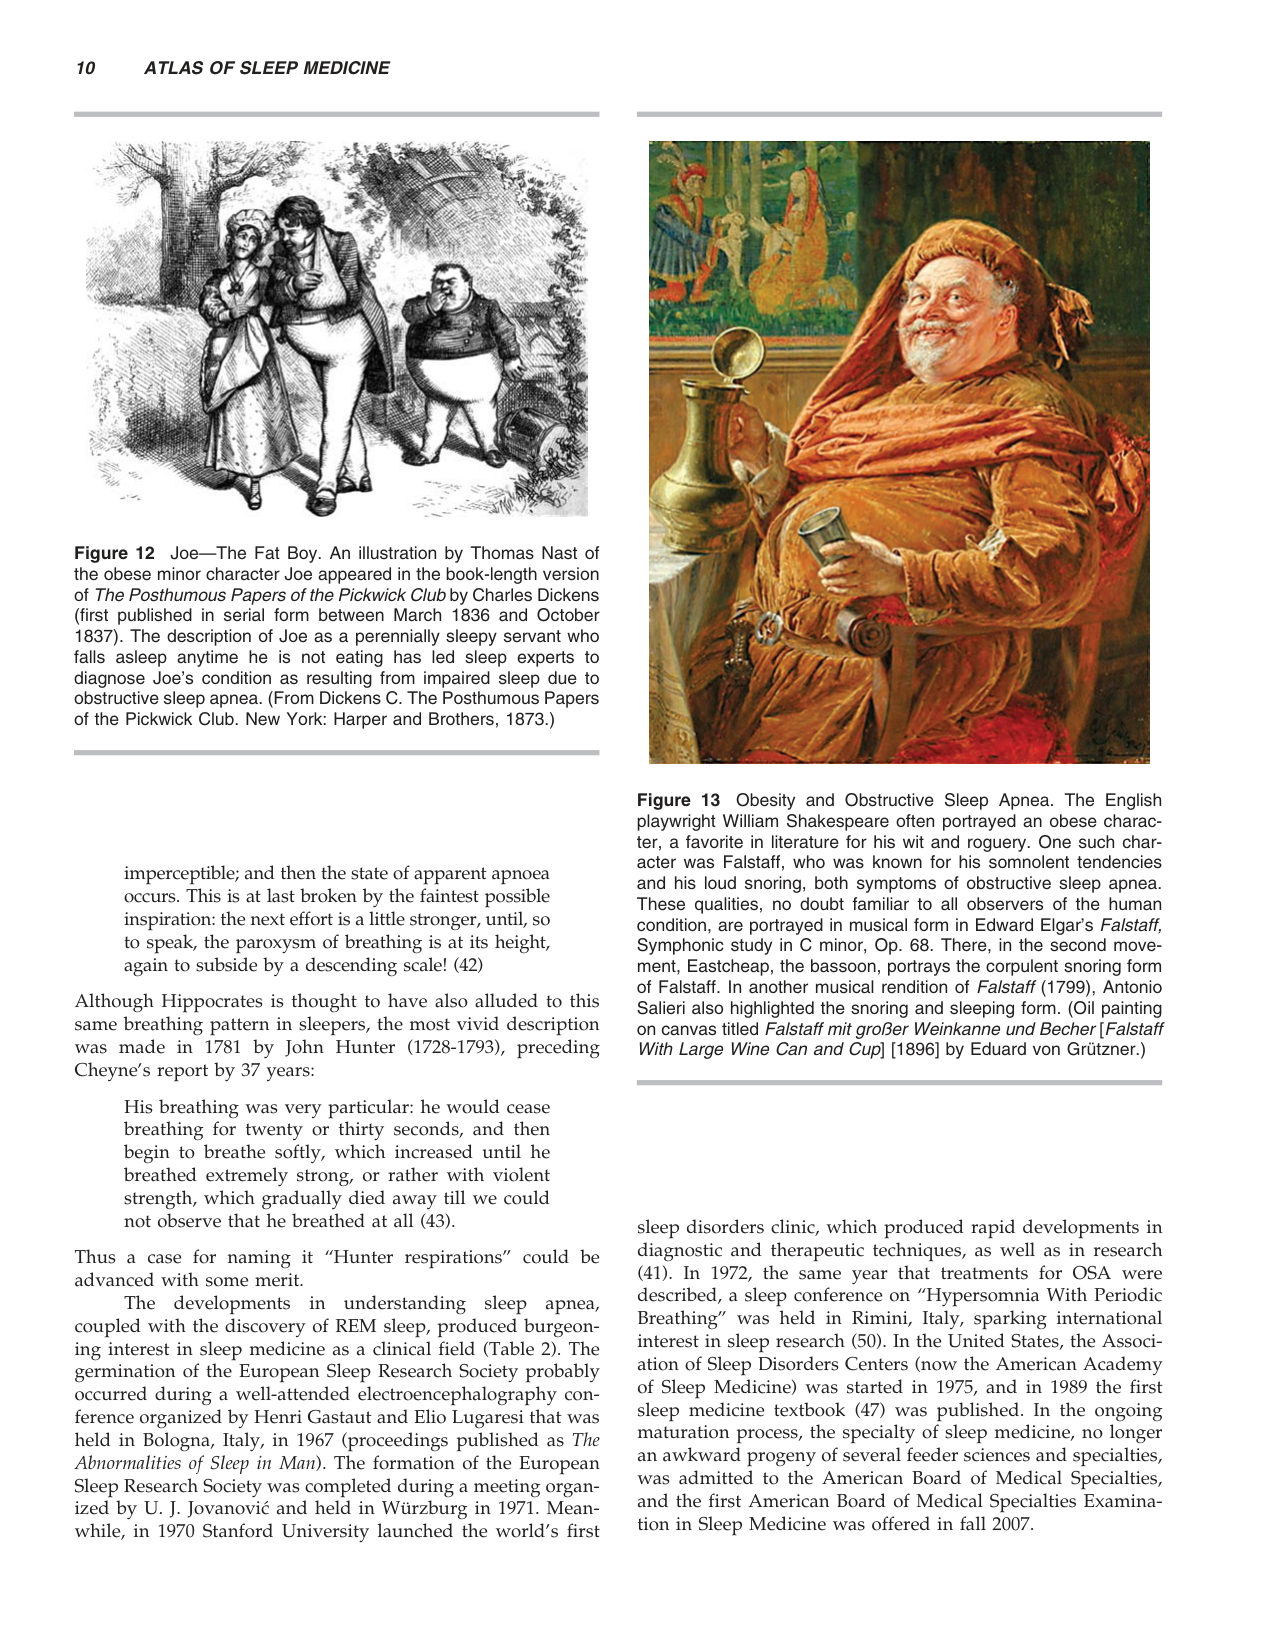 10 ATLAS OF SLEEP MEDICINE
Figure 12 Joe—The Fat Boy. An illustration by Thomas Nast of
the obese minor character Joe appeared in the book-length version
of The Posthumous Papers of the Pickwick Club by Charles Dickens
(first published in serial form between March 1836 and October
1837). The description of Joe as a perennially sleepy servant who
falls asleep anytime he is not eating has led sleep experts to
diagnose Joe’s condition as resulting from impaired sleep due to
obstructive sleep apnea. (From Dickens C. The Posthumous Papers
of the Pickwick Club. New York: Harper and Brothers, 1873.)
imperceptible; and then the state of apparent apnoea
occurs. This is at last broken by the faintest possible
inspiration: the next effort is a little stronger, until, so
to speak, the paroxysm of breathing is at its height,
again to subside by a descending scale! (42)
Although Hippocrates is thought to have also alluded to this
same breathing pattern in sleepers, the most vivid description
was made in 1781 by John Hunter (1728-1793), preceding
Cheyne’s report by 37 years:
His breathing was very particular: he would cease
breathing for twenty or thirty seconds, and then
begin to breathe softly, which increased until he
breathed extremely strong, or rather with violent
strength, which gradually died away till we could
not observe that he breathed at all (43).
Thus a case for naming it “Hunter respirations” could be
advanced with some merit.
The developments in understanding sleep apnea,
coupled with the discovery of REM sleep, produced burgeon-
ing interest in sleep medicine as a clinical field (Table 2). The
germination of the European Sleep Research Society probably
occurred during a well-attended electroencephalography con-
ference organized by Henri Gastaut and Elio Lugaresi that was
held in Bologna, Italy, in 1967 (proceedings published as The
Abnormalities of Sleep in Man). The formation of the European
Sleep Research Society was completed during a meeting organ-
ized by U. J. Jovanović and held in Würzburg in 1971. Mean-
while, in 1970 Stanford University launched the world’s first
Figure 13 Obesity and Obstructive Sleep Apnea. The English
playwright William Shakespeare often portrayed an obese charac-
ter, a favorite in literature for his wit and roguery. One such char-
acter was Falstaff, who was known for his somnolent tendencies
and his loud snoring, both symptoms of obstructive sleep apnea.
These qualities, no doubt familiar to all observers of the human
condition, are portrayed in musical form in Edward Elgar’s Falstaff,
Symphonic study in C minor, Op. 68. There, in the second move-
ment, Eastcheap, the bassoon, portrays the corpulent snoring form
of Falstaff. In another musical rendition of Falstaff (1799), Antonio
Salieri also highlighted the snoring and sleeping form. (Oil painting
on canvas titled Falstaff mit großer Weinkanne und Becher [Falstaff
With Large Wine Can and Cup] [1896] by Eduard von Grützner.)
sleep disorders clinic, which produced rapid developments in
diagnostic and therapeutic techniques, as well as in research
(41). In 1972, the same year that treatments for OSA were
described, a sleep conference on “Hypersomnia With Periodic
Breathing” was held in Rimini, Italy, sparking international
interest in sleep research (50). In the United States, the Associ-
ation of Sleep Disorders Centers (now the American Academy
of Sleep Medicine) was started in 1975, and in 1989 the first
sleep medicine textbook (47) was published. In the ongoing
maturation process, the specialty of sleep medicine, no longer
an awkward progeny of several feeder sciences and specialties,
was admitted to the American Board of Medical Specialties,
and the first American Board of Medical Specialties Examina-
tion in Sleep Medicine was offered in fall 2007.